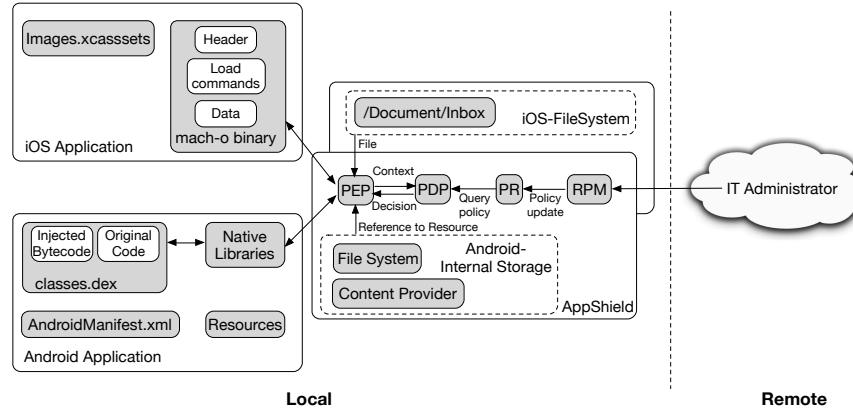 Images.xcasssets
Header
Load
commands
Data
mach-o binary
iOS Application
/Document/Inbox
iOS-FileSystem
File
PEP
Context
Decision
PDP
Query
policy
PR
Policy
update
RPM
IT Administrator
Reference to Resource
File System
Android-
Internal Storage
Content Provider
AppShield
Injected
Bytecode
Original
Code
classes.dex
Native
Libraries
AndroidManifest.xml
Resources
Android Application
Local
Remote